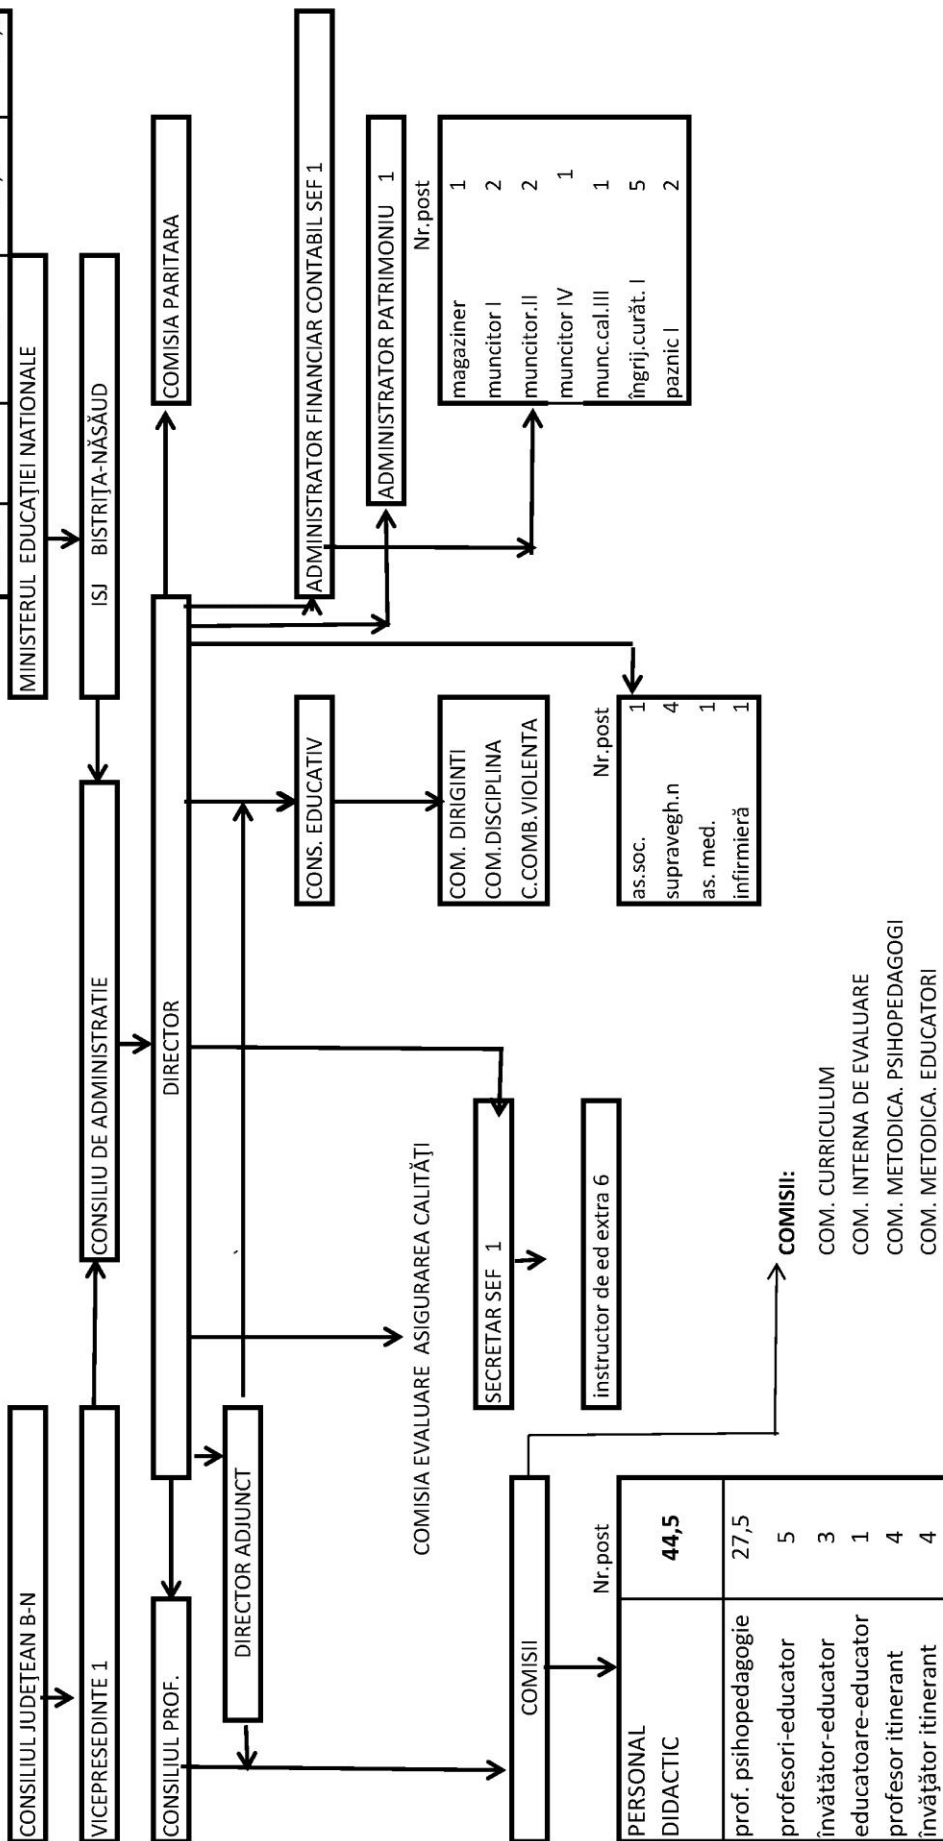 CONSILIUL JUDEȚEAN B-N
MINISTERUL EDUCAȚIEI NATIONALE
VICEPRESEDINTE 1
CONSILIU DE ADMINISTRATIE
ISJ BISTRIȚA-NĂSĂUD
CONSILIUL PROF.
DIRECTOR
COMISIA PARITARA
DIRECTOR ADJUNCT
CONS. EDUCATIV
ADMINISTRATOR FINANCIAR CONTABIL SEF 1
ADMINISTRATOR PATRIMONIU 1
COMISIA EVALUARE ASIGURAREA CALITĂȚI
COM. DIRIGINTI
COM.DISCIPLINA
C.COMB.VIOLENTA
Nr.post
magaziner 1
muncitor I 2
muncitor.II 2
muncitor IV 1
munc.cal.III 1
îngrij.curăt. I 5
paznic I 2
SECRETAR SEF 1
instructor de ed extra 6
Nr.post
as.soc. 1
supravegh.n 4
as. med. 1
infirmieră 1
COMISII
Nr.post
PERSONAL
DIDACTIC 44,5
prof. psihopedagogie 27,5
profesori-educator 5
învătător-educator 3
educatoare-educator 1
profesor itinerant 4
învățător itinerant 4
COMISII:
COM. CURRICULUM
COM. INTERNA DE EVALUARE
COM. METODICA. PSIHOPEDAGOGI
COM. METODICA. EDUCATORI